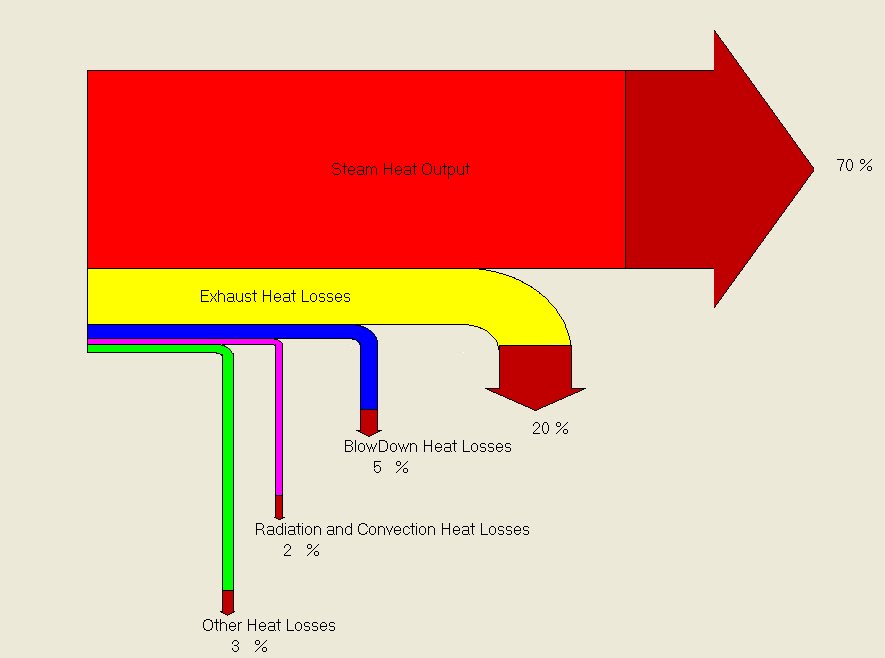 Steam Heat Output
70 %
Exhaust Heat Losses
20 %
BlowDown Heat Losses
5 %
Radiation and Convection Heat Losses
2 %
Other Heat Losses
3 %